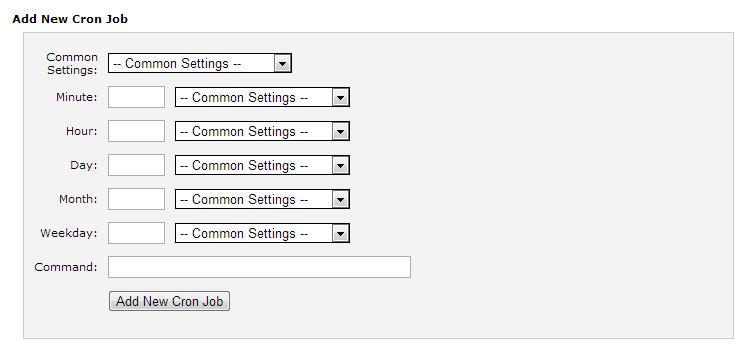 Add New Cron Job
Common
Settings: -- Common Settings --
Minute: -- Common Settings --
Hour: -- Common Settings --
Day: -- Common Settings --
Month: -- Common Settings --
Weekday: -- Common Settings --
Command:
Add New Cron Job